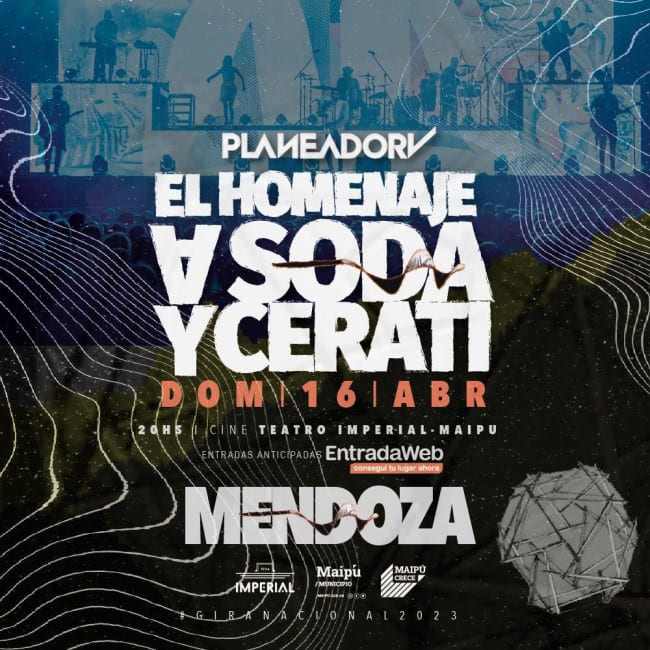 PLANEADORV
EL HOMENAJE
A SODA
Y CERATI
DOM | 16 | ABR
20HS | CINE TEATRO IMPERIAL-MAIPU
ENTRADAS ANTICIPADAS EntradaWeb
conseguí tu lugar ahora
MENDOZA
IMPERIAL
Maipú
/MUNICIPIO
MAIPÚ
CRECE
#GIRANACIONAL2023